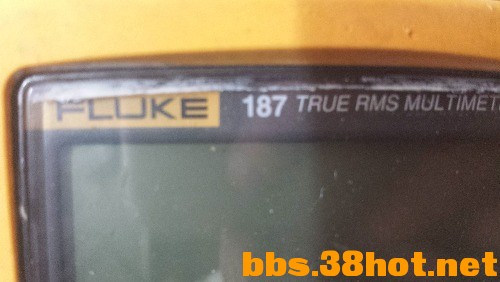 FLUKE 187 TRUE RMS MULTIMET
bbs.38hot.net